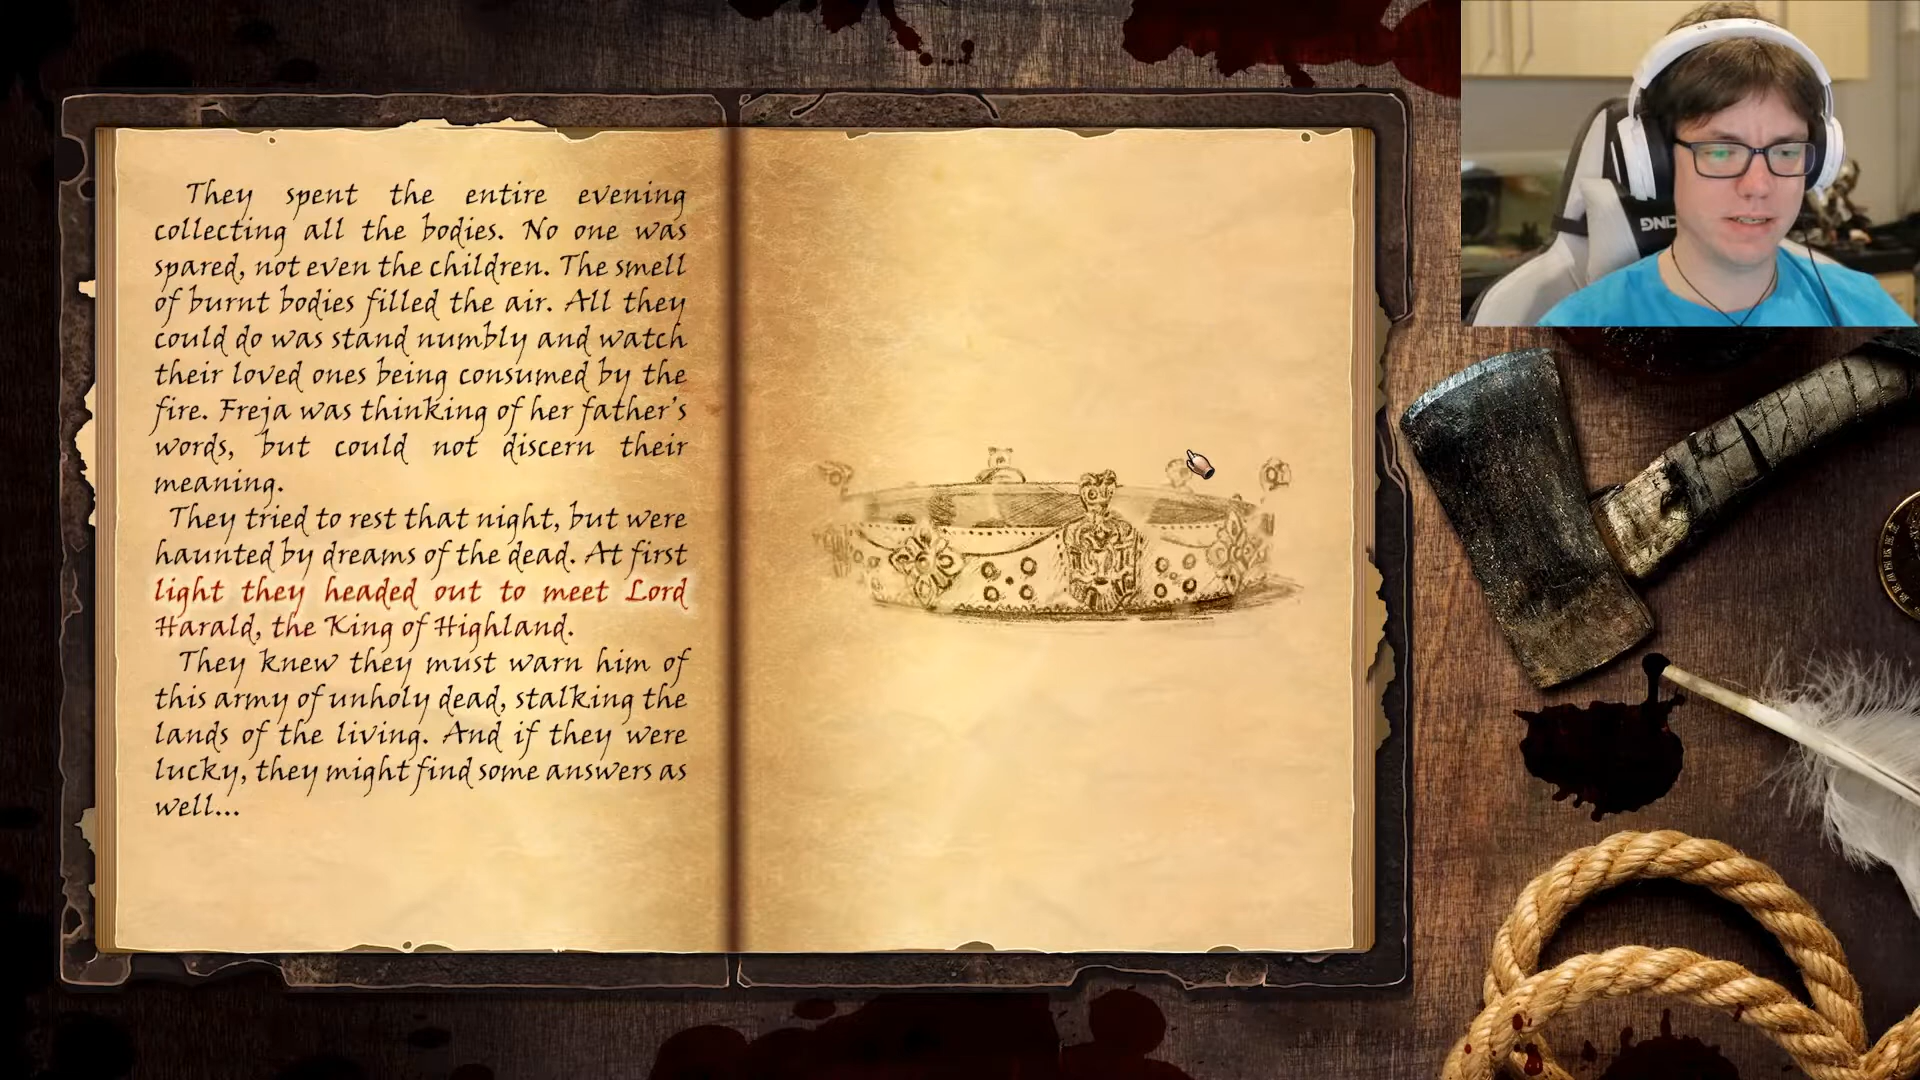 They spent the entire evening
collecting all the bodies. No one was
spared, not even the children. The smell
of burnt bodies filled the air. All they
could do was stand numbly and watch
their loved ones being consumed by the
fire. Freja was thinking of her father's
words, but could not discern their
meaning.
They tried to rest that night, but were
haunted by dreams of the dead. At first
light they headed out to meet Lord
Harald, the King of Highland.
They knew they must warn him of
this army of unholy dead, stalking the
lands of the living. And if they were
lucky, they might find some answers as
well...